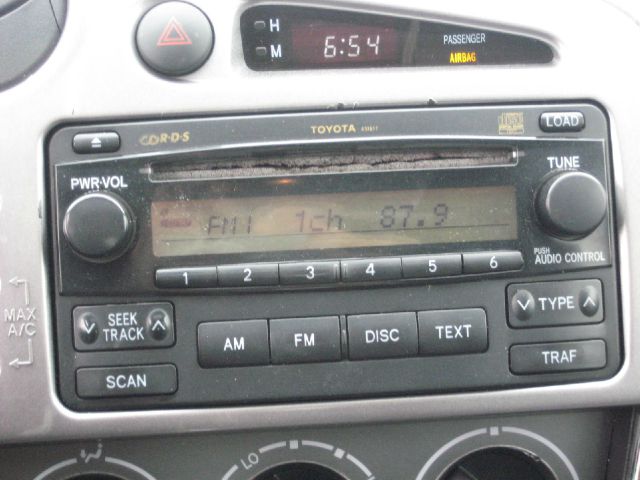 H
M
6:54
PASSENGER
AIRBAG
CD R·D·S
TOYOTA
LOAD
PWR·VOL
TUNE
FM1 1ch 87.9
PUSH
AUDIO CONTROL
1 2 3 4 5 6
MAX
A/C
SEEK
TRACK
AM FM DISC TEXT
TYPE
SCAN
TRAF
LO
AIRBAG